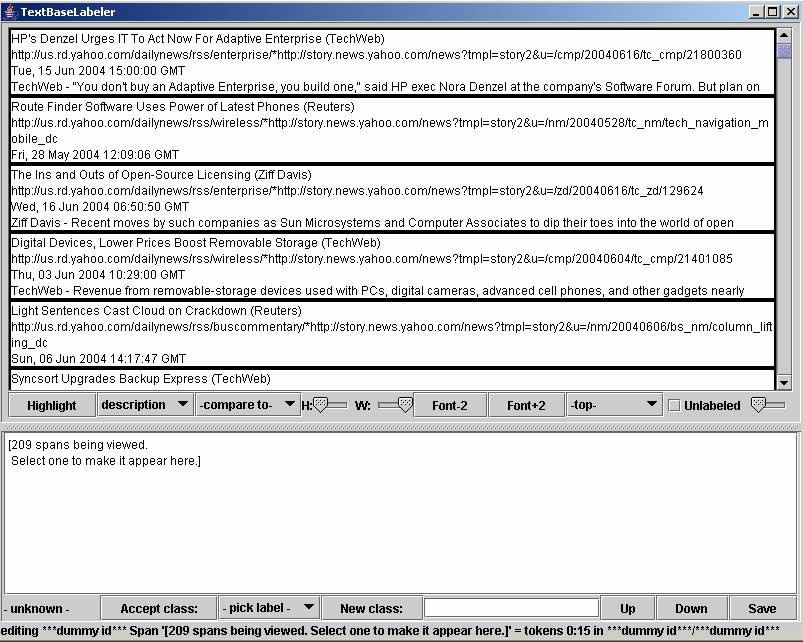 TextBaseLabeler
HP's Denzel Urges IT To Act Now For Adaptive Enterprise (TechWeb)
http://us.rd.yahoo.com/dailynews/rss/enterprise/*http://story.news.yahoo.com/news?tmpl=story2&u=/cmp/20040616/tc_cmp/21800360
Tue, 15 Jun 2004 15:00:00 GMT
TechWeb - "You don't buy an Adaptive Enterprise, you build one," said HP exec Nora Denzel at the company's Software Forum. But plan on
Route Finder Software Uses Power of Latest Phones (Reuters)
http://us.rd.yahoo.com/dailynews/rss/wireless/*http://story.news.yahoo.com/news?tmpl=story2&u=/nm/20040528/tc_nm/tech_navigation_m
obile_dc
Fri, 28 May 2004 12:09:06 GMT
The Ins and Outs of Open-Source Licensing (Ziff Davis)
http://us.rd.yahoo.com/dailynews/rss/enterprise/*http://story.news.yahoo.com/news?tmpl=story2&u=/zd/20040616/tc_zd/129624
Wed, 16 Jun 2004 06:50:50 GMT
Ziff Davis - Recent moves by such companies as Sun Microsystems and Computer Associates to dip their toes into the world of open
Digital Devices, Lower Prices Boost Removable Storage (TechWeb)
http://us.rd.yahoo.com/dailynews/rss/wireless/*http://story.news.yahoo.com/news?tmpl=story2&u=/cmp/20040604/tc_cmp/21401085
Thu, 03 Jun 2004 10:29:00 GMT
TechWeb - Revenue from removable-storage devices used with PCs, digital cameras, advanced cell phones, and other gadgets nearly
Light Sentences Cast Cloud on Crackdown (Reuters)
http://us.rd.yahoo.com/dailynews/rss/buscommentary/*http://story.news.yahoo.com/news?tmpl=story2&u=/nm/20040606/bs_nm/column_lift
ing_dc
Sun, 06 Jun 2004 14:17:47 GMT
Syncsort Upgrades Backup Express (TechWeb)
Highlight description -compare to- H: W: Font-2 Font+2 -top- Unlabeled
[209 spans being viewed.
Select one to make it appear here.]
- unknown - Accept class: - pick label - New class: Up Down Save
editing ***dummy id*** Span '[209 spans being viewed. Select one to make it appear here.]' = tokens 0:15 in ***dummy id***/***dummy id***